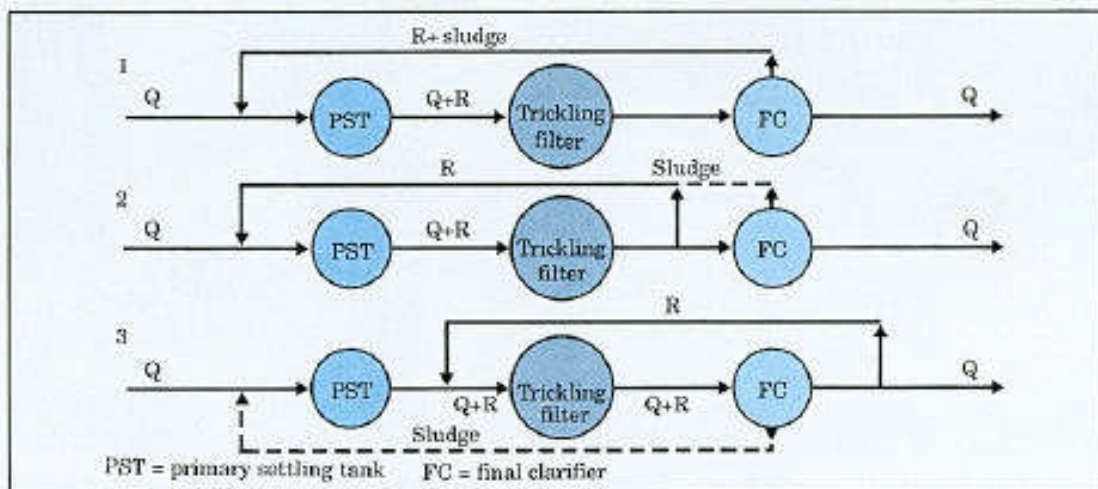 R+ sludge
1
Q
PST
Q+R
Trickling
filter
FC
Q
R
Sludge
2
Q
PST
Q+R
Trickling
filter
FC
Q
R
3
Q
PST
Q+R
Trickling
filter
Q+R
FC
Q
Sludge
PST = primary settling tank FC = final clarifier